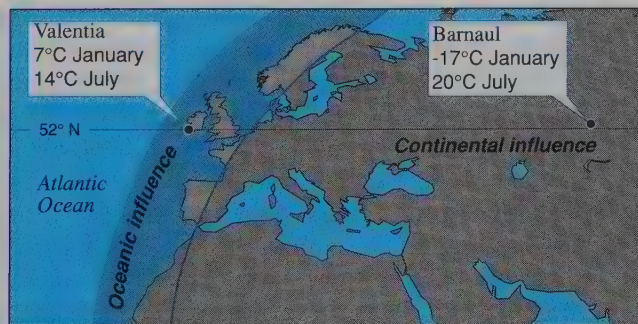 Valentia
7°C January
14°C July
Barnaul
-17°C January
20°C July
52° N
Continental influence
Atlantic
Ocean
Oceanic influence